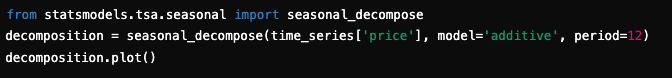 from statsmodels.tsa.seasonal import seasonal_decompose
decomposition = seasonal_decompose(time_series['price'], model='additive', period=12)
decomposition.plot()